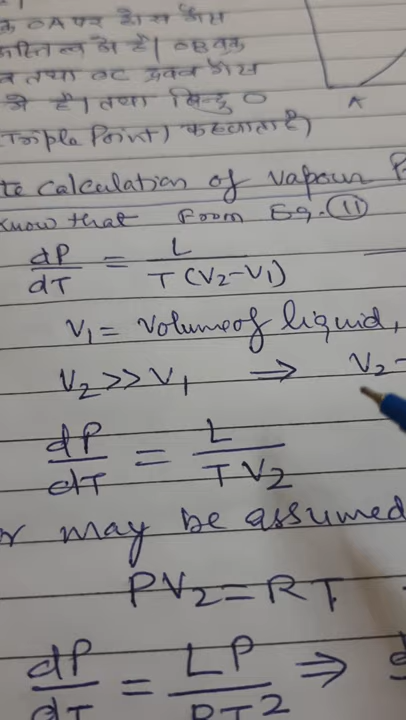 क OA पर
है। OB वक्र
तथा OC
से है। तथा बिन्दु O
(Triple Point) कहलाता है)
A
te calculation of vapour P
know that from Eq. (11)
dP/dT = L/T(V₂-V₁)
V₁ = Volume of liquid,
V₂ >> V₁ ⇒ V₂ -
dP/dT = L/TV₂
r may be assumed
PV₂ = RT
dP/dT = LP/RT² ⇒ d